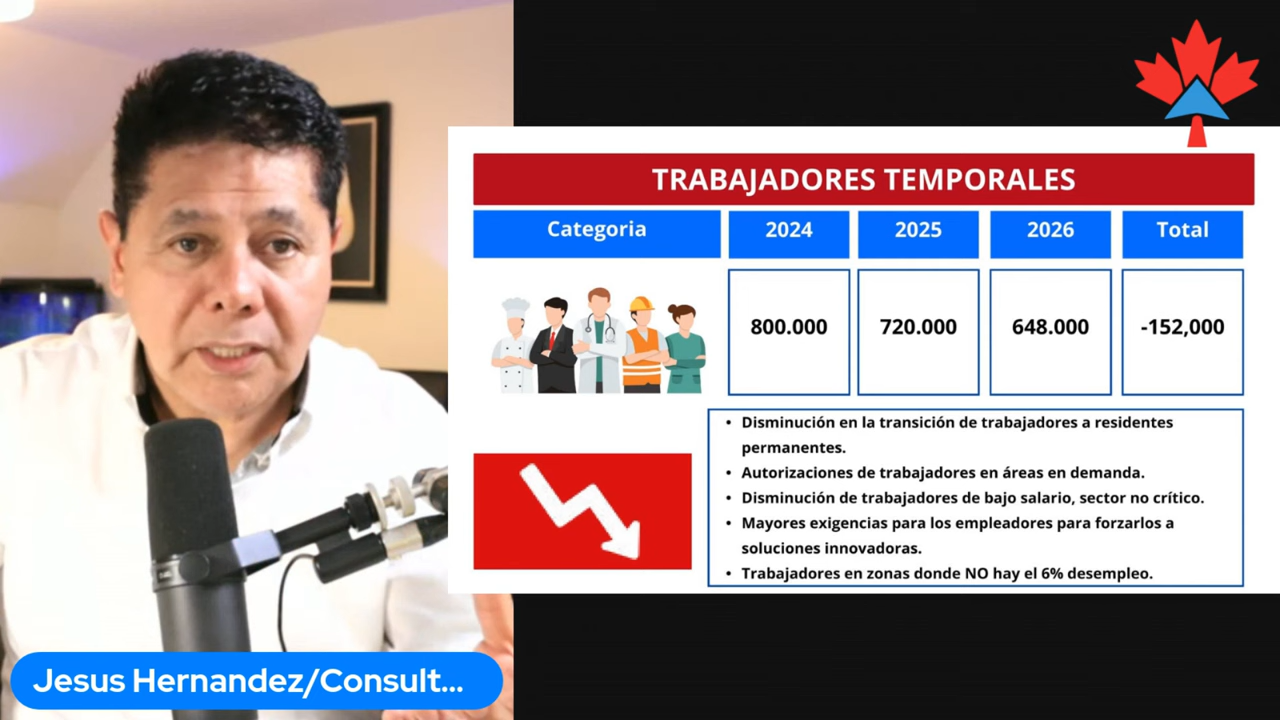 TRABAJADORES TEMPORALES
Categoria 2024 2025 2026 Total
800.000 720.000 648.000 -152,000
• Disminución en la transición de trabajadores a residentes
permanentes.
• Autorizaciones de trabajadores en áreas en demanda.
• Disminución de trabajadores de bajo salario, sector no crítico.
• Mayores exigencias para los empleadores para forzarlos a
soluciones innovadoras.
• Trabajadores en zonas donde NO hay el 6% desempleo.
Jesus Hernandez/Consult...